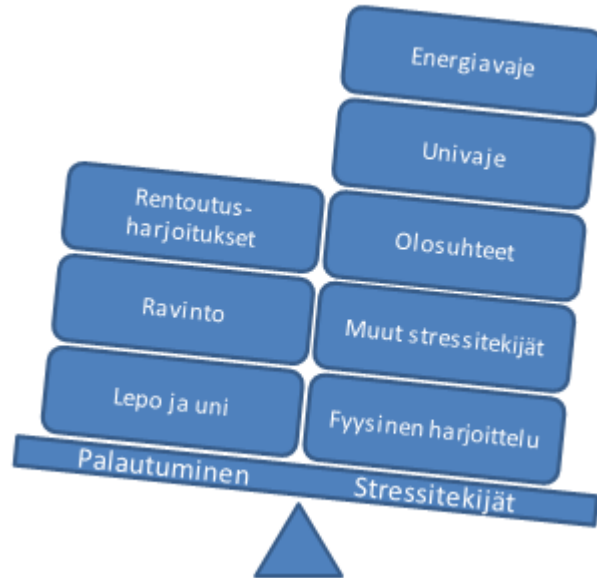 Energiavaje
Univaje
Rentoutus-
harjoitukset
Olosuhteet
Ravinto
Muut stressitekijät
Lepo ja uni
Fyysinen harjoittelu
Palautuminen
Stressitekijät